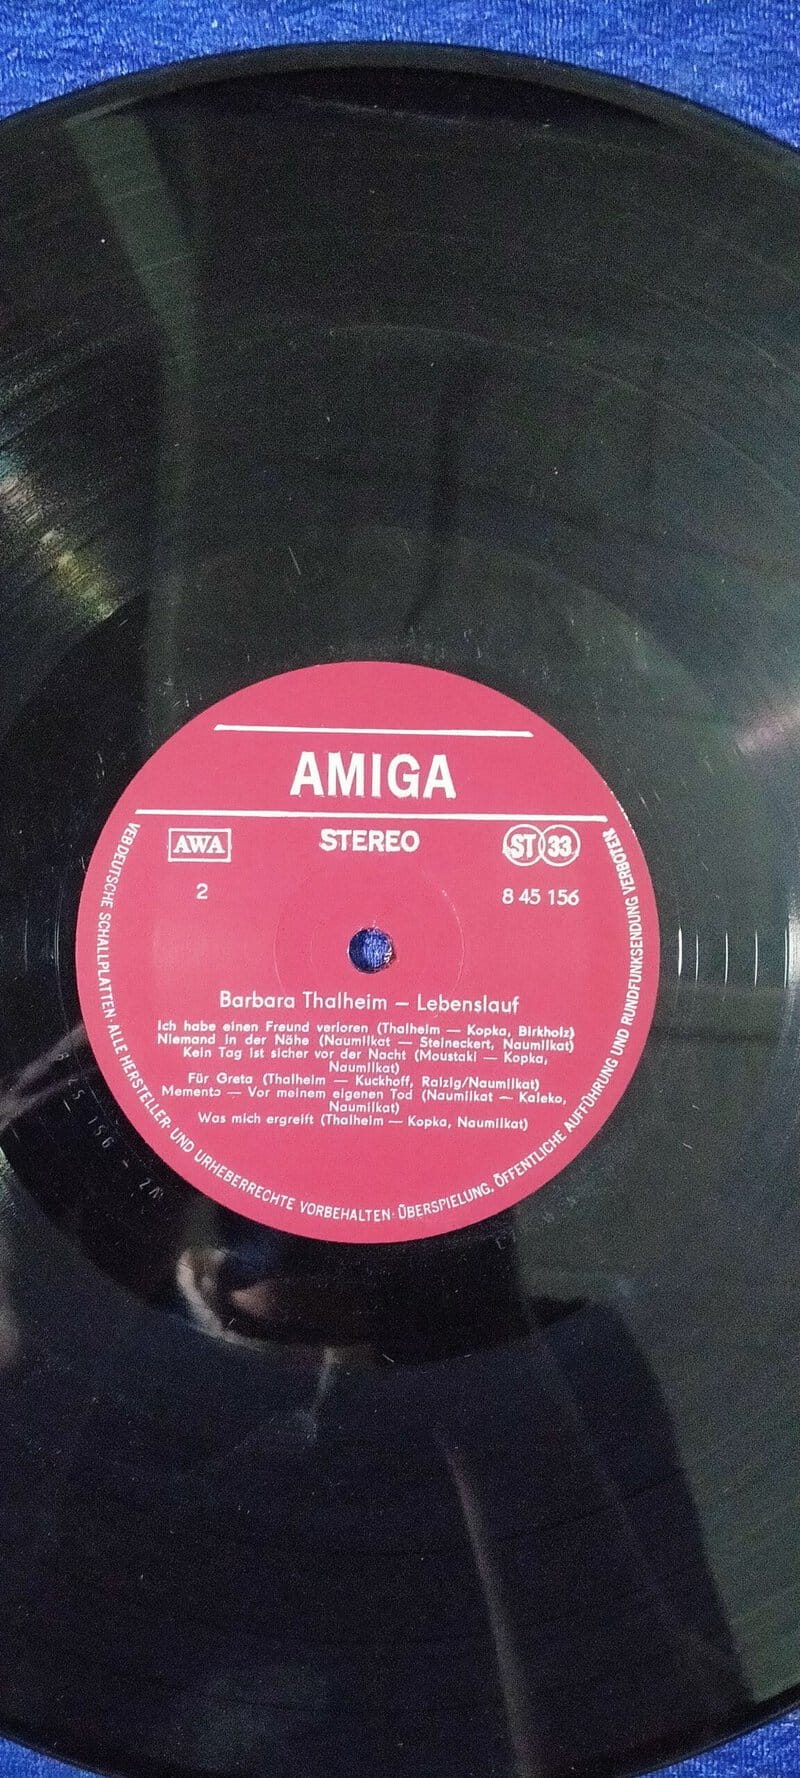 AMIGA
AWA
STEREO
ST 33
2
8 45 156
Barbara Thalheim — Lebenslauf
Ich habe einen Freund verloren (Thalheim — Kopka, Birkholz)
Niemand in der Nähe (Naumilkat — Steineckert, Naumilkat)
Kein Tag ist sicher vor der Nacht (Moustaki — Kopka,
Naumilkat)
Für Greta (Thalheim — Kuckhoff, Ralzig/Naumilkat)
Memento — Vor meinem eigenen Tod (Naumilkat — Kaleko,
Naumilkat)
Was mich ergreift (Thalheim — Kopka, Naumilkat)
VEB DEUTSCHE SCHALLPLATTEN · ALLE HERSTELLER- UND URHEBERRECHTE VORBEHALTEN · ÜBERSPIELUNG, ÖFFENTLICHE AUFFÜHRUNG UND RUNDFUNKSENDUNG VERBOTEN